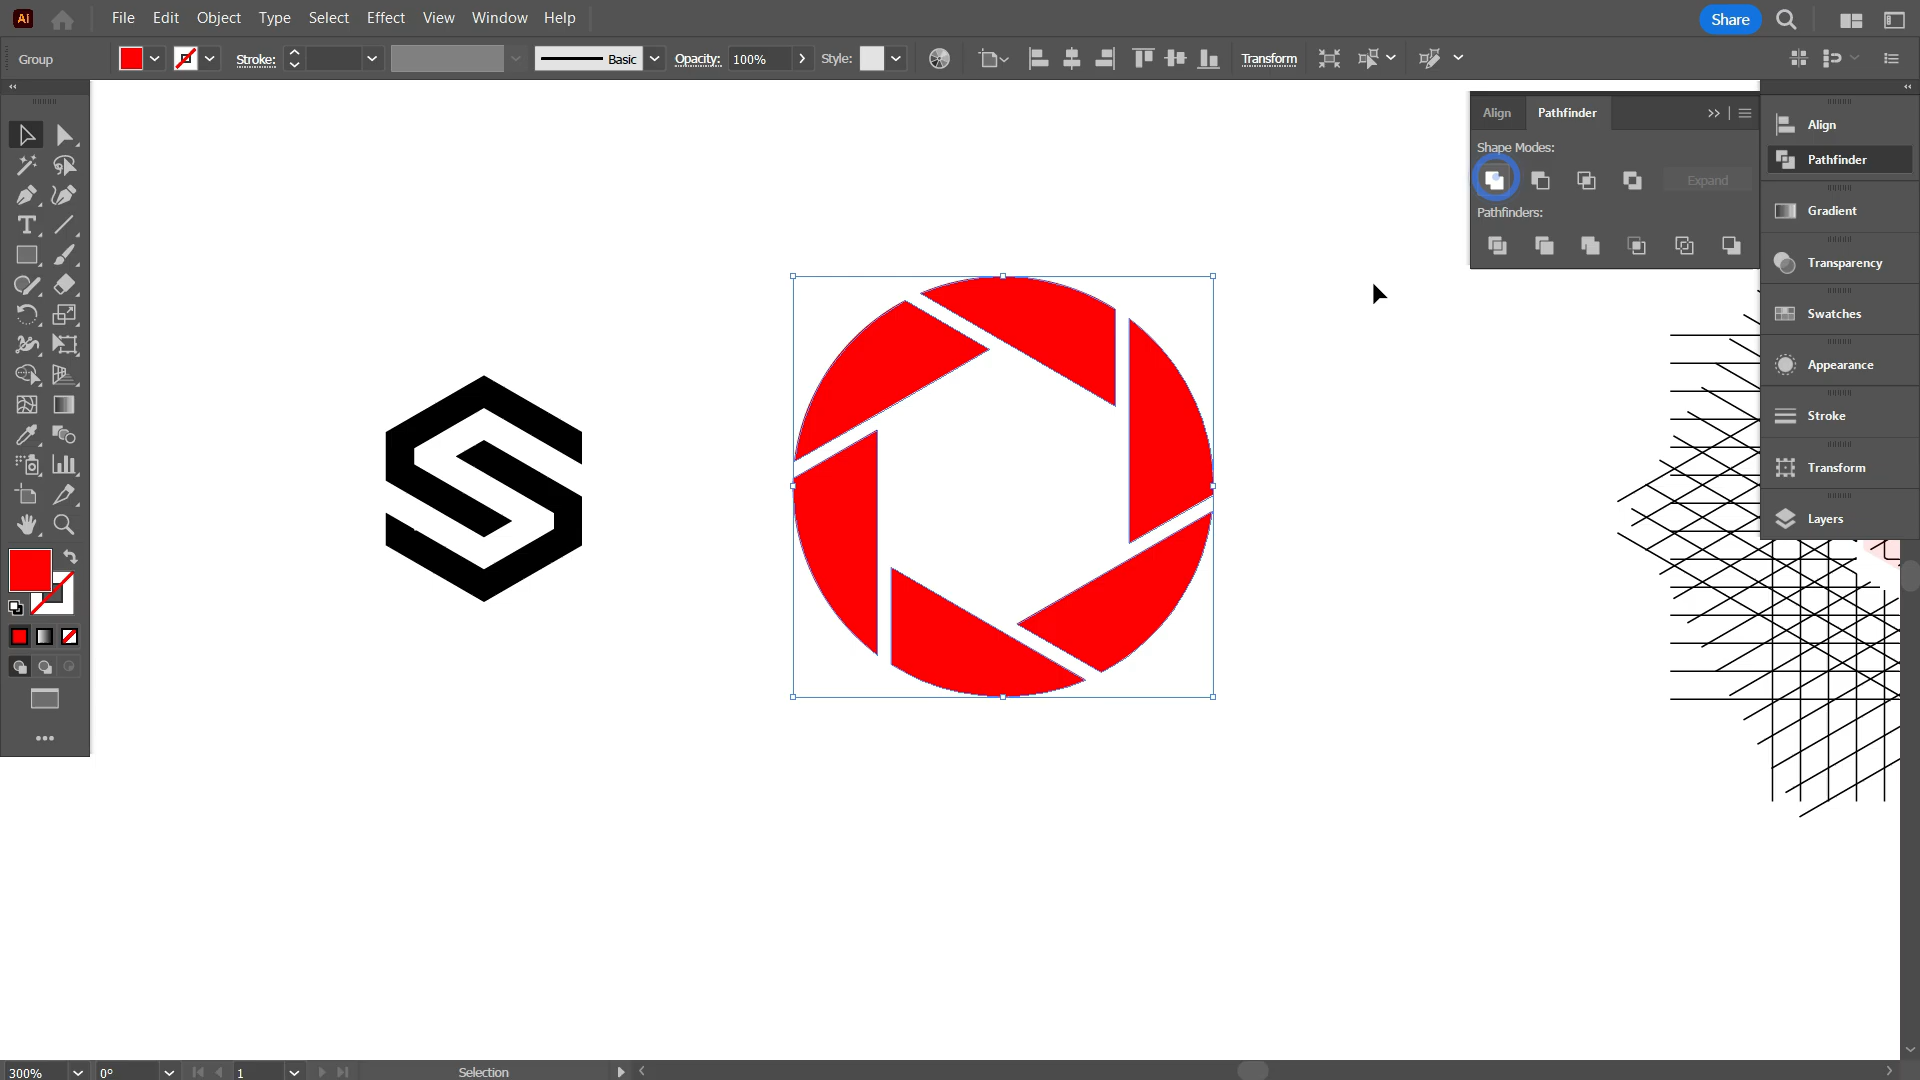 Ai File Edit Object Type Select Effect View Window Help Share
Group Stroke: Basic Opacity: 100% Style: Transform
Align Pathfinder
Shape Modes:
Expand
Pathfinders:
Align
Pathfinder
Gradient
Transparency
Swatches
Appearance
Stroke
Transform
Layers
300% 0° 1 Selection